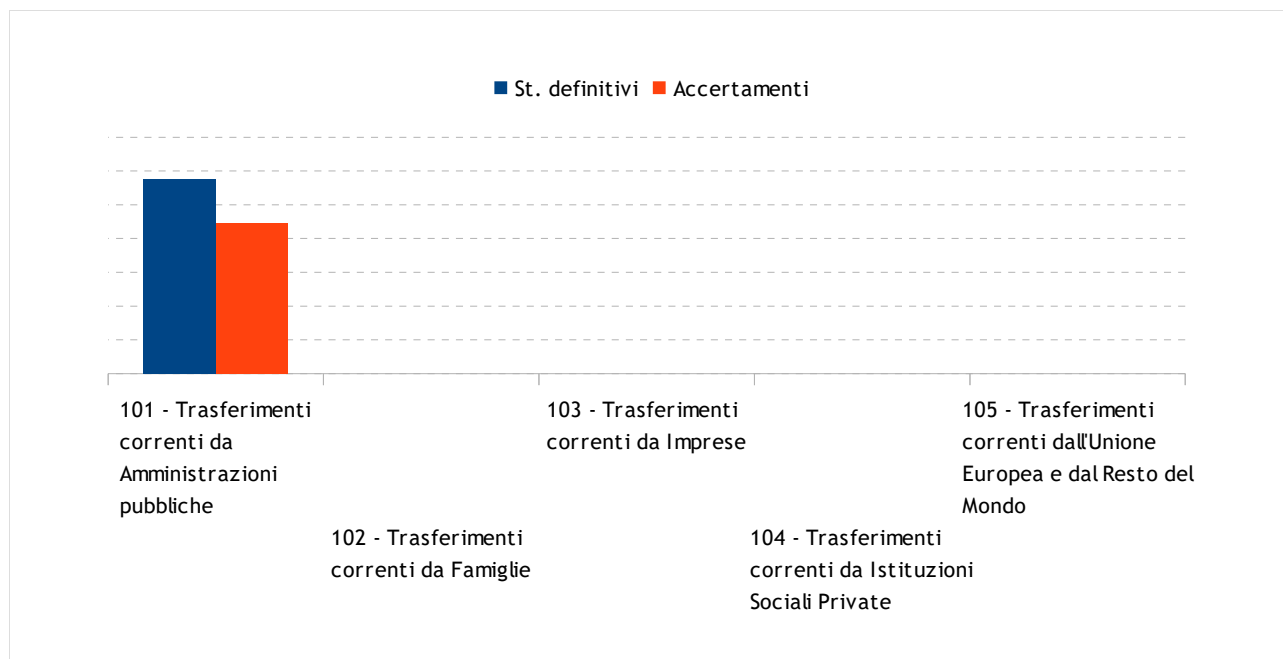 St. definitivi Accertamenti
101 - Trasferimenti
correnti da
Amministrazioni
pubbliche
102 - Trasferimenti
correnti da Famiglie
103 - Trasferimenti
correnti da Imprese
104 - Trasferimenti
correnti da Istituzioni
Sociali Private
105 - Trasferimenti
correnti dall'Unione
Europea e dal Resto del
Mondo